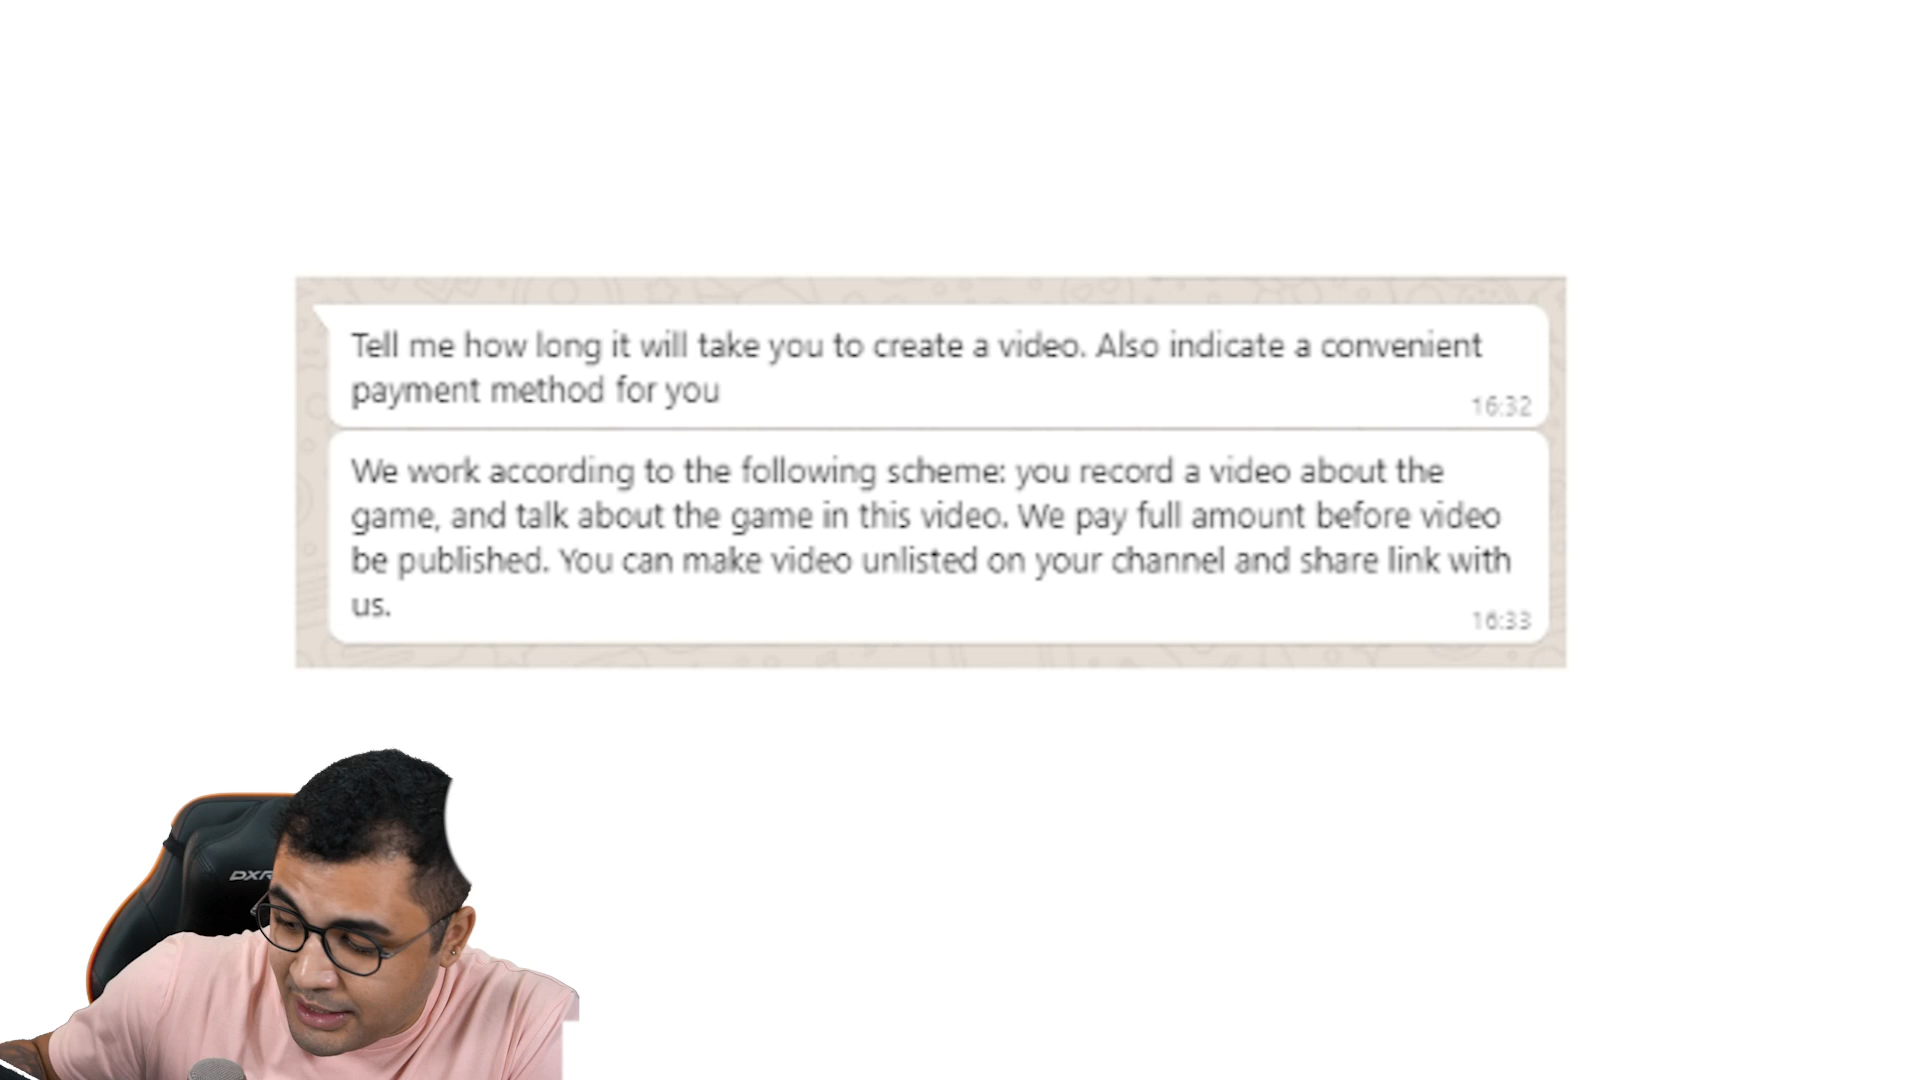 Tell me how long it will take you to create a video. Also indicate a convenient
payment method for you
16:32
We work according to the following scheme: you record a video about the
game, and talk about the game in this video. We pay full amount before video
be published. You can make video unlisted on your channel and share link with
us.
16:33
DXR